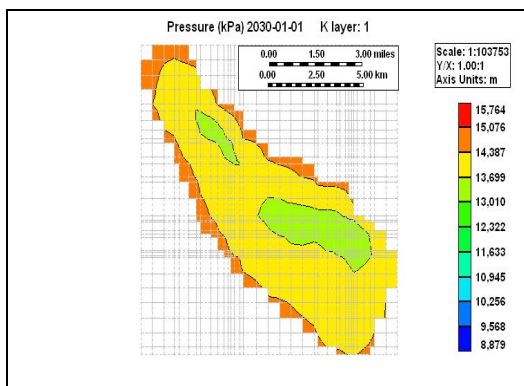 Pressure (kPa) 2030-01-01 K layer: 1
0.00 1.50 3.00 miles
0.00 2.50 5.00 km
Scale: 1:103753
Y/X: 1.00:1
Axis Units: m
15,764
15,076
14,387
13,699
13,010
12,322
11,633
10,945
10,256
9,568
8,879